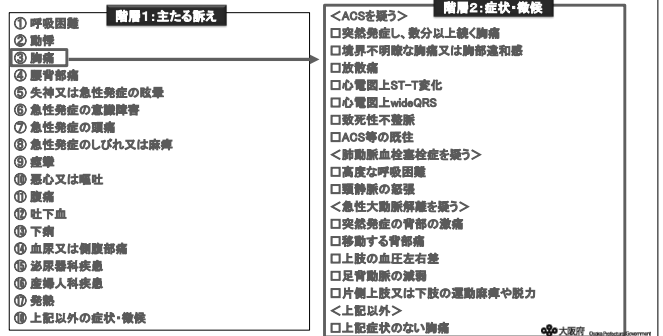 階層1:主たる訴え
① 呼吸困難
② 動悸
③ 胸痛
④ 腰背部痛
⑤ 失神又は急性発症の眩暈
⑥ 急性発症の意識障害
⑦ 急性発症の頭痛
⑧ 急性発症のしびれ又は麻痺
⑨ 痙攣
⑩ 悪心又は嘔吐
⑪ 腹痛
⑫ 吐下血
⑬ 下痢
⑭ 血尿又は側腹部痛
⑮ 泌尿器科疾患
⑯ 産婦人科疾患
⑰ 発熱
⑱ 上記以外の症状・徴候
階層2:症状・徴候
<ACSを疑う>
□突然発症し、数分以上続く胸痛
□境界不明瞭な胸痛又は胸部違和感
□放散痛
□心電図上ST-T変化
□心電図上wideQRS
□致死性不整脈
□ACS等の既往
<肺動脈血栓塞栓症を疑う>
□高度な呼吸困難
□頸静脈の怒張
<急性大動脈解離を疑う>
□突然発症の背部の激痛
□移動する背部痛
□上肢の血圧左右差
□足背動脈の減弱
□片側上肢又は下肢の運動麻痺や脱力
<上記以外>
□上記症状のない胸痛
大阪府 Osaka Prefectural Government